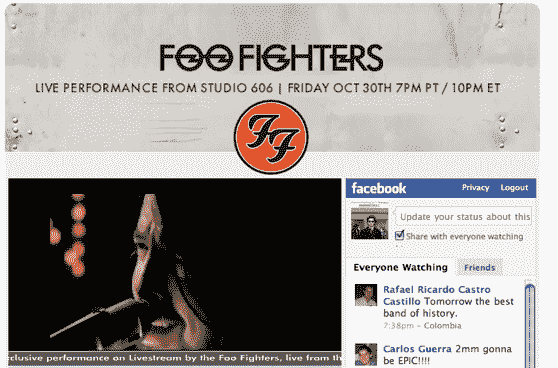 FOO FIGHTERS
LIVE PERFORMANCE FROM STUDIO 606 | FRIDAY OCT 30TH 7PM PT / 10PM ET
FF
facebook Privacy Logout
Update your status about this
Share with everyone watching
Everyone Watching Friends
Rafael Ricardo Castro
Castillo Tomorrow the best
band of history.
7:38pm – Colombia
Carlos Guerra 2mm gonna
be EPIC!!!!
clusive performance on Livestream by the Foo Fighters, live from th